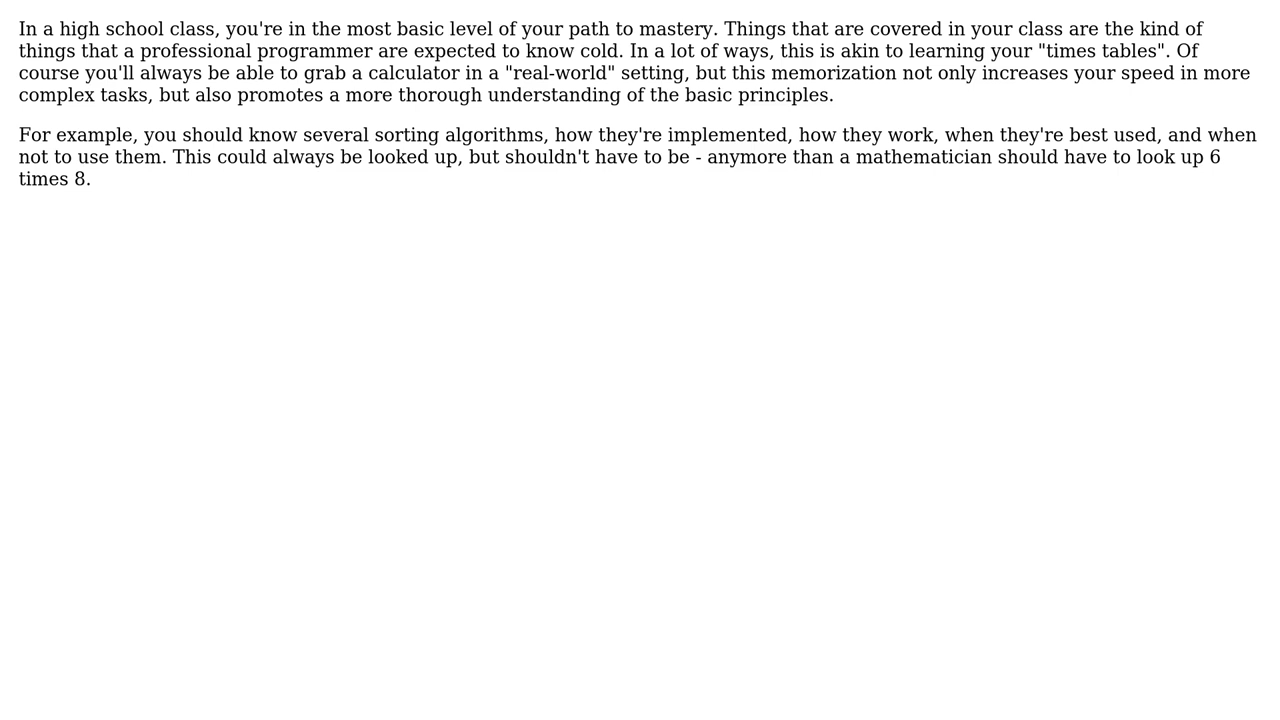 In a high school class, you're in the most basic level of your path to mastery. Things that are covered in your class are the kind of
things that a professional programmer are expected to know cold. In a lot of ways, this is akin to learning your "times tables". Of
course you'll always be able to grab a calculator in a "real-world" setting, but this memorization not only increases your speed in more
complex tasks, but also promotes a more thorough understanding of the basic principles.
For example, you should know several sorting algorithms, how they're implemented, how they work, when they're best used, and when
not to use them. This could always be looked up, but shouldn't have to be - anymore than a mathematician should have to look up 6
times 8.